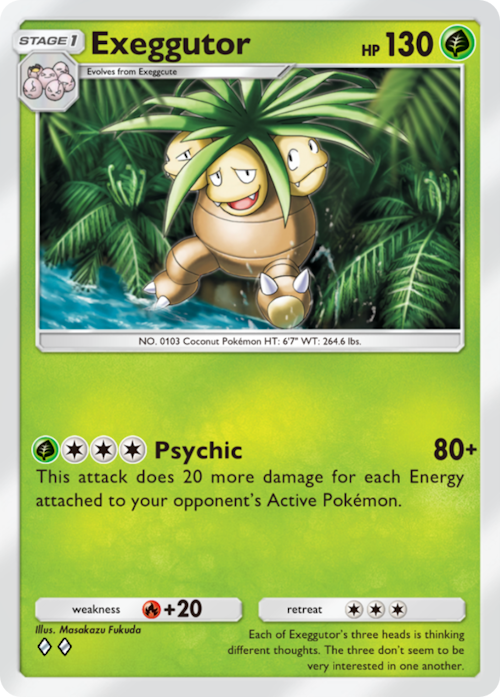 STAGE 1 Exeggutor HP 130
Evolves from Exeggcute
NO. 0103 Coconut Pokémon HT: 6'7" WT: 264.6 lbs.
Psychic 80+
This attack does 20 more damage for each Energy
attached to your opponent's Active Pokémon.
weakness +20 retreat
Illus. Masakazu Fukuda
Each of Exeggutor's three heads is thinking
different thoughts. The three don't seem to be
very interested in one another.